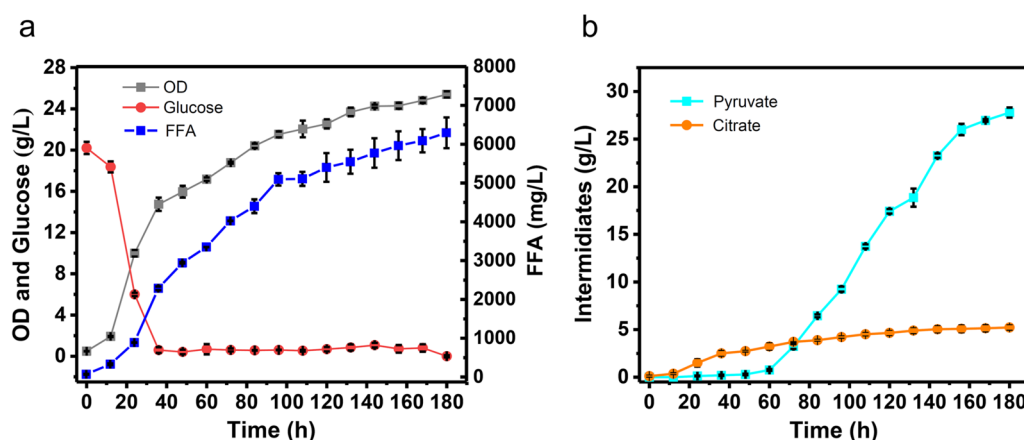 a
OD and Glucose (g/L)
28
24
20
16
12
8
4
0
OD
Glucose
FFA
8000
7000
6000
5000
4000
3000
2000
1000
0
FFA (mg/L)
0 20 40 60 80 100 120 140 160 180
Time (h)
b
Intermidiates (g/L)
30
25
20
15
10
5
0
Pyruvate
Citrate
0 20 40 60 80 100 120 140 160 180
Time (h)